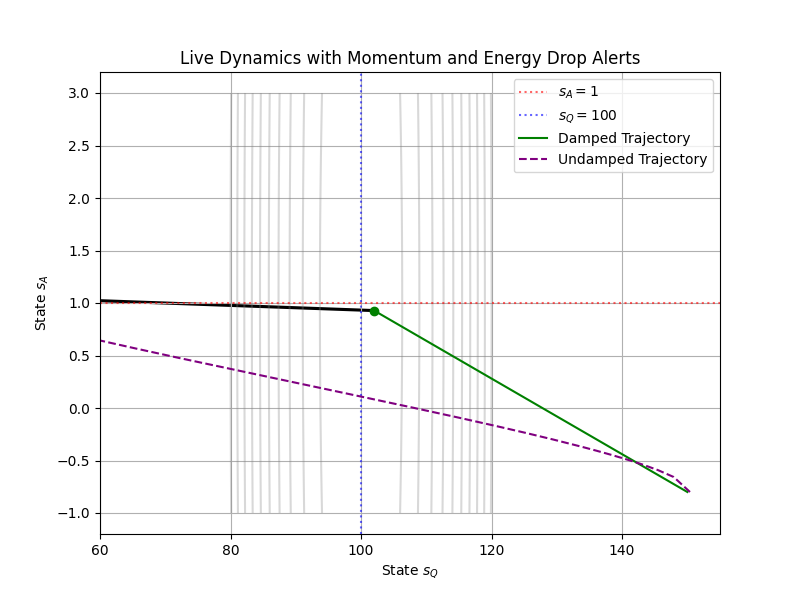 Live Dynamics with Momentum and Energy Drop Alerts
3.0
2.5
2.0
1.5
1.0
0.5
0.0
−0.5
−1.0
State s_A
s_A = 1
s_Q = 100
Damped Trajectory
Undamped Trajectory
60 80 100 120 140
State s_Q